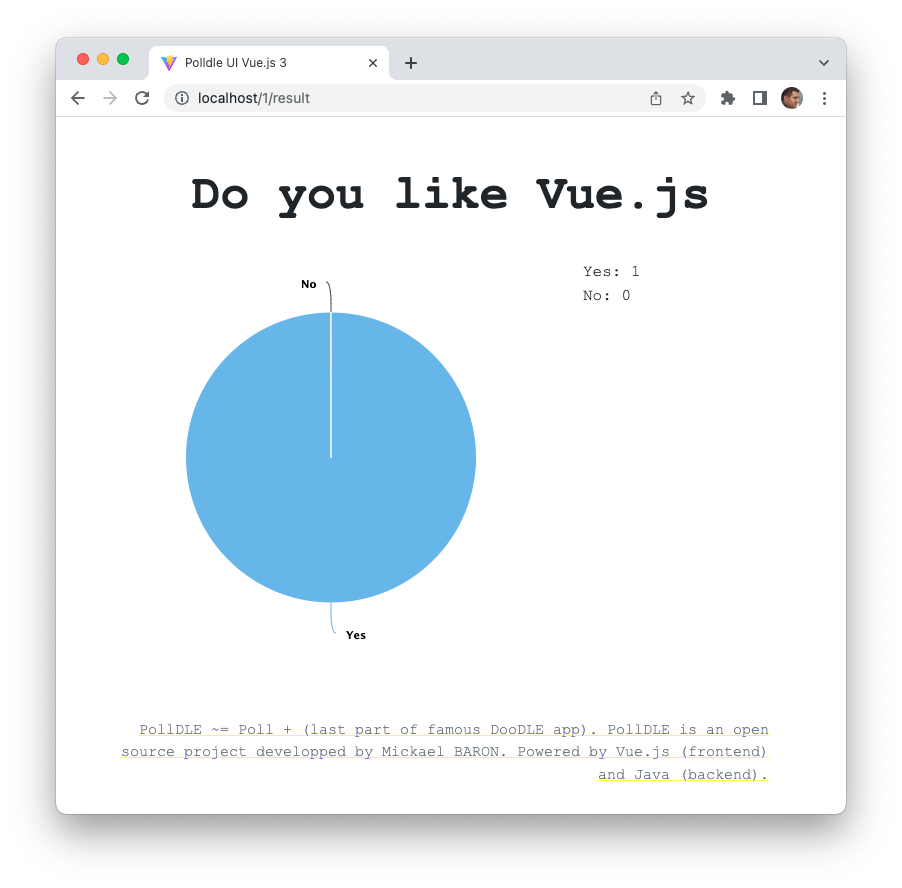 Polldle UI Vue.js 3
localhost/1/result
Do you like Vue.js
Yes: 1
No: 0
No
Yes
PollDLE ~= Poll + (last part of famous DooDLE app). PollDLE is an open
source project developped by Mickael BARON. Powered by Vue.js (frontend)
and Java (backend).